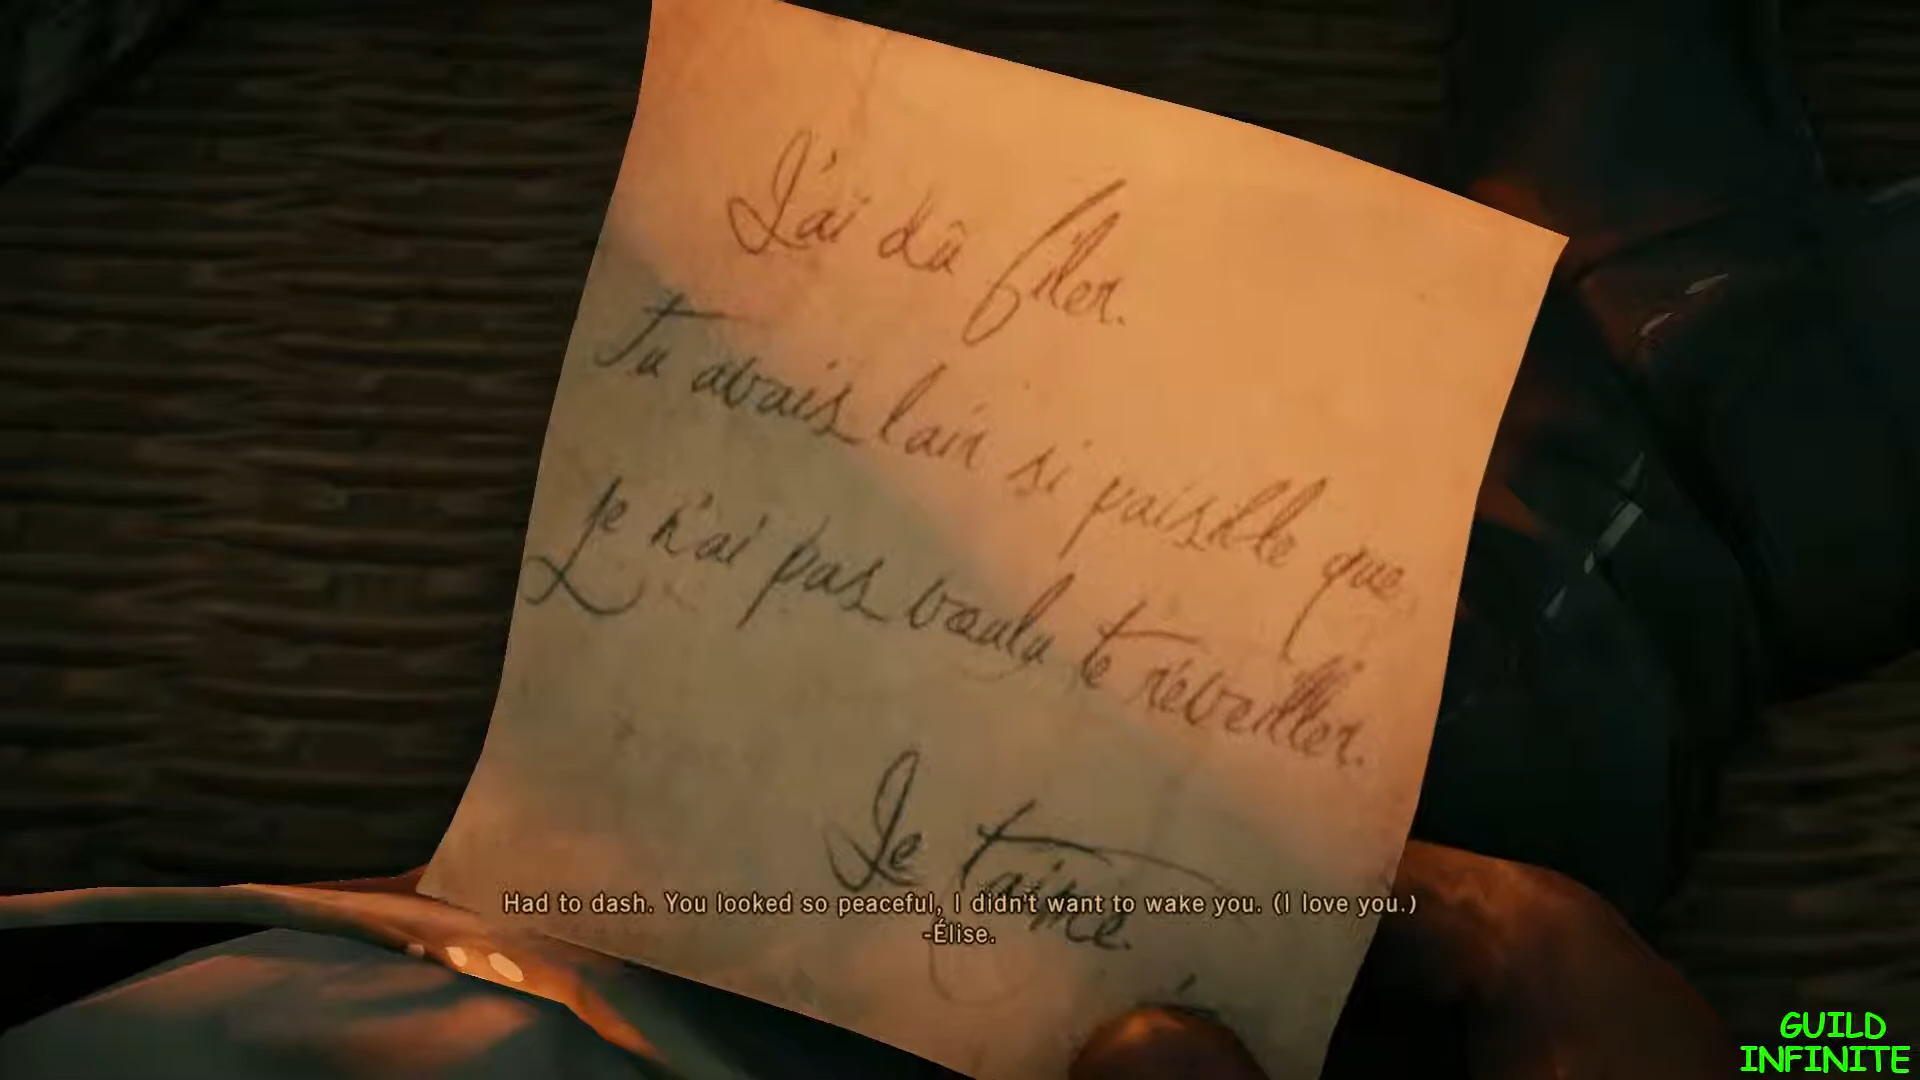 J'ai dû filer.
Tu avais l'air si paisible que
je n'ai pas voulu te réveiller.
Je t'aime.
Had to dash. You looked so peaceful, I didn't want to wake you. (I love you.)
-Élise.
GUILD
INFINITE